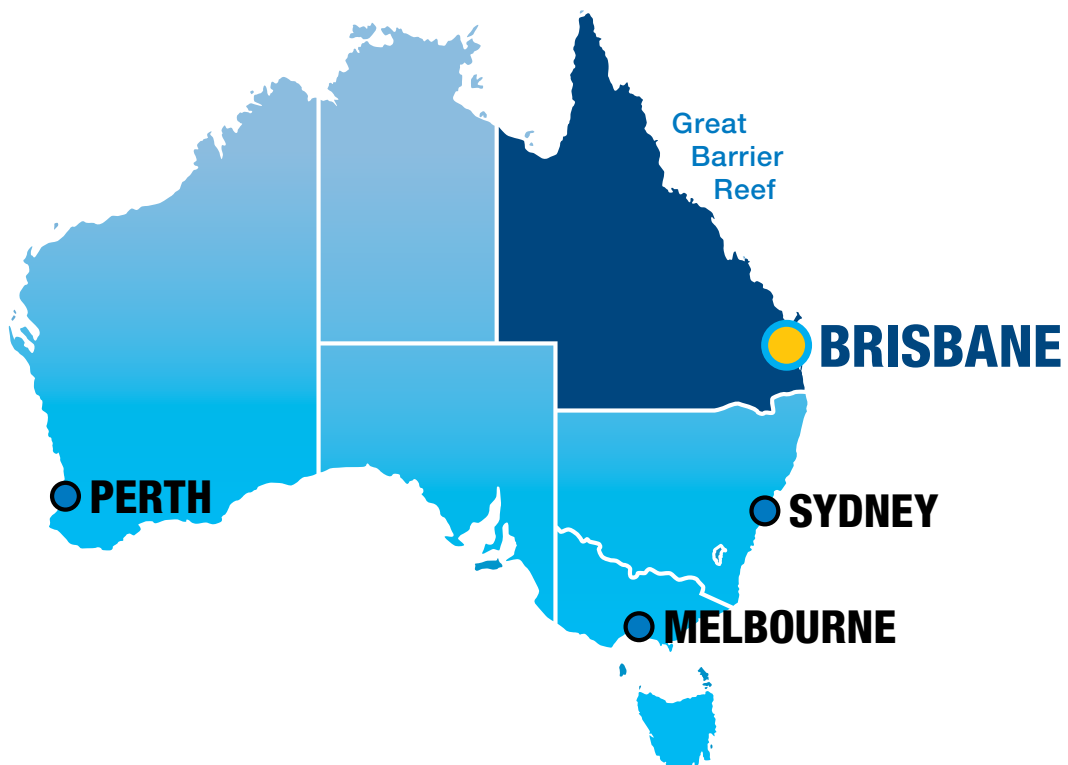 Great
Barrier
Reef
BRISBANE
PERTH
SYDNEY
MELBOURNE